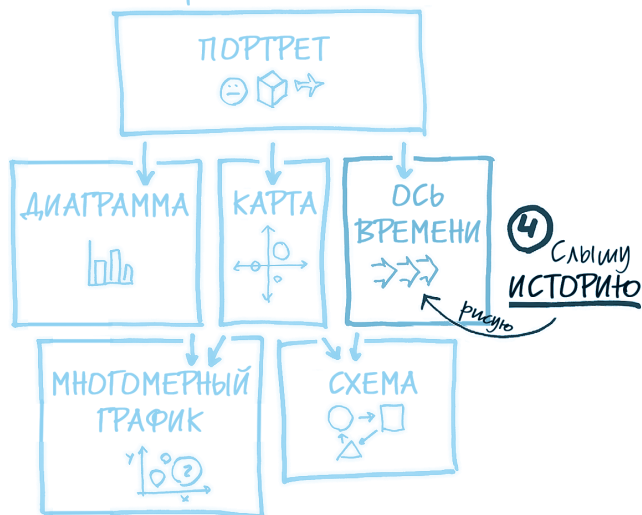 ПОРТРЕТ
ДИАГРАММА
КАРТА
ОСЬ
ВРЕМЕНИ
4
Слышу
ИСТОРИЮ
рисую
МНОГОМЕРНЫЙ
ГРАФИК
Y
?
X
СХЕМА